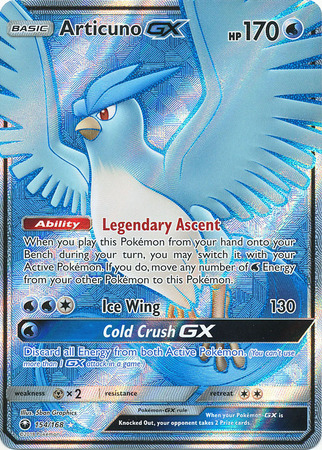 BASIC Articuno GX HP 170
Ability Legendary Ascent
When you play this Pokémon from your hand onto your
Bench during your turn, you may switch it with your
Active Pokémon. If you do, move any number of Energy
from your other Pokémon to this Pokémon.
Ice Wing 130
Cold Crush GX
Discard all Energy from both Active Pokémon. (You can't use
more than 1 GX attack in a game.)
weakness × 2 resistance retreat
Illus. 5ban Graphics
154/168
Pokémon-GX rule
When your Pokémon-GX is
Knocked Out, your opponent takes 2 Prize cards.